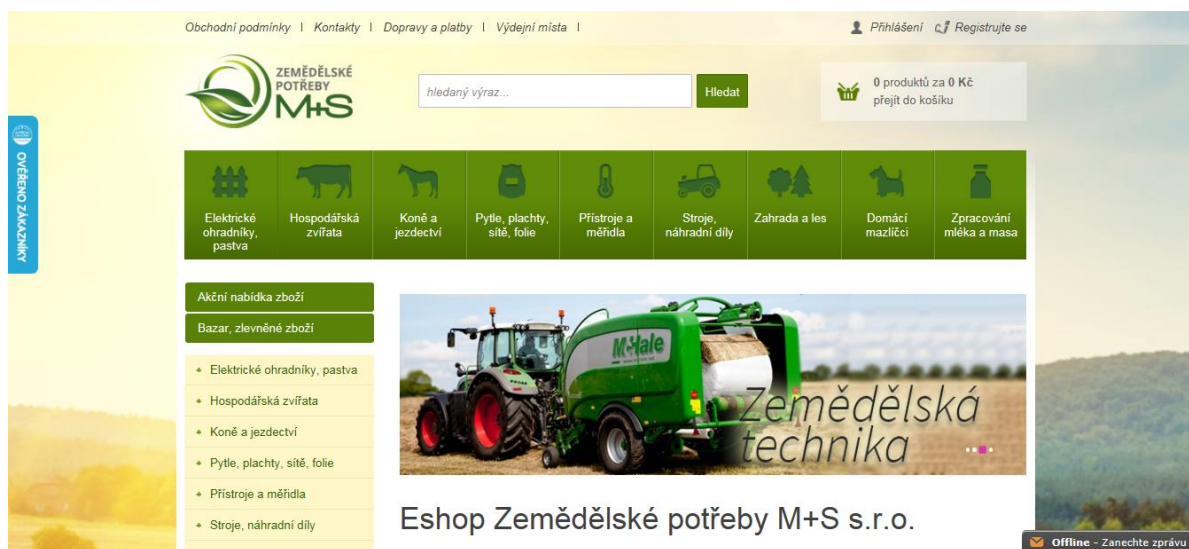 Obchodní podmínky | Kontakty | Dopravy a platby | Výdejní místa |
Přihlášení Registrujte se
ZEMĚDĚLSKÉ
POTŘEBY
M+S
hledaný výraz...
Hledat
0 produktů za 0 Kč
přejít do košíku
OVĚŘENO ZÁKAZNÍKY
Elektrické
ohradníky,
pastva
Hospodářská
zvířata
Koně a
jezdectví
Pytle, plachty,
sítě, folie
Přístroje a
měřidla
Stroje,
náhradní díly
Zahrada a les
Domácí
mazlíčci
Zpracování
mléka a masa
Akční nabídka
zboží
Bazar, zlevněné zboží
Elektrické ohradníky, pastva
Hospodářská zvířata
Koně a jezdectví
Pytle, plachty, sítě, folie
Přístroje a měřidla
Stroje, náhradní díly
McHale
Zemědělská
technika
Eshop Zemědělské potřeby M+S s.r.o.
Offline - Zanechte zprávu